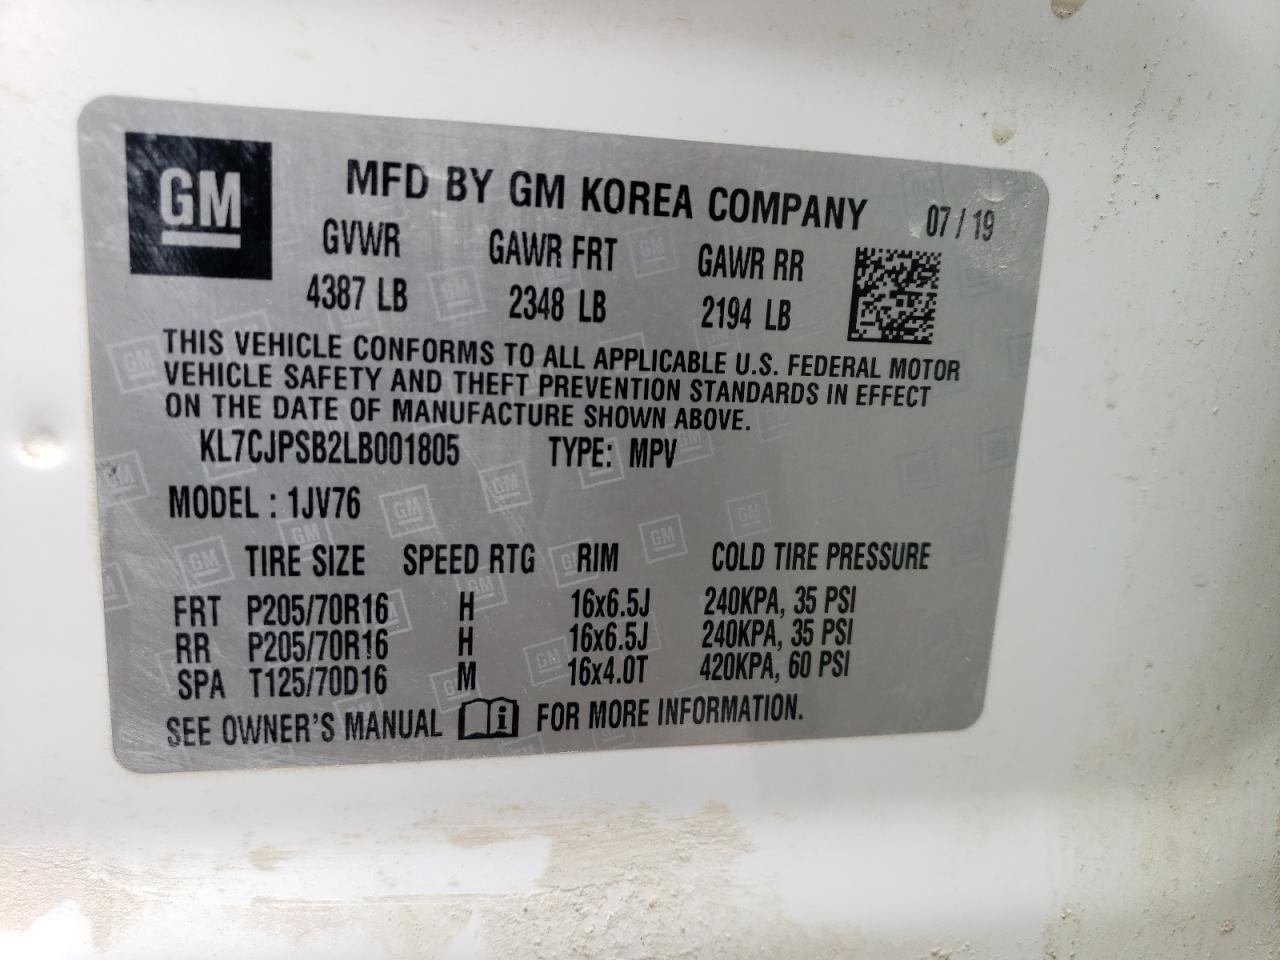 GM
MFD BY GM KOREA COMPANY 07/19
GVWR GAWR FRT GAWR RR
4387 LB 2348 LB 2194 LB
THIS VEHICLE CONFORMS TO ALL APPLICABLE U.S. FEDERAL MOTOR
VEHICLE SAFETY AND THEFT PREVENTION STANDARDS IN EFFECT
ON THE DATE OF MANUFACTURE SHOWN ABOVE.
KL7CJPSB2LB001805 TYPE: MPV
MODEL : 1JV76
TIRE SIZE SPEED RTG RIM COLD TIRE PRESSURE
FRT P205/70R16 H 16x6.5J 240KPA, 35 PSI
RR P205/70R16 H 16x6.5J 240KPA, 35 PSI
SPA T125/70D16 M 16x4.0T 420KPA, 60 PSI
SEE OWNER'S MANUAL i FOR MORE INFORMATION.